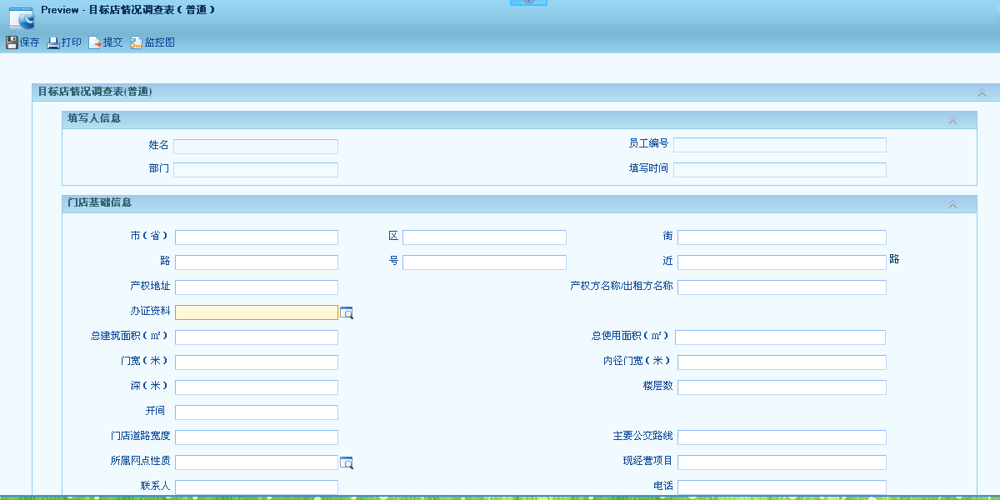 Preview - 目标店情况调查表（普通）
保存 打印 提交 监控图
目标店情况调查表(普通)
填写人信息
姓名 员工编号
部门 填写时间
门店基础信息
市（省） 区 街
路 号 近 路
产权地址 产权方名称/出租方名称
办证资料
总建筑面积（㎡） 总使用面积（㎡）
门宽（米） 内径门宽（米）
深（米） 楼层数
开间
门店道路宽度 主要公交路线
所属网点性质 现经营项目
联系人 电话